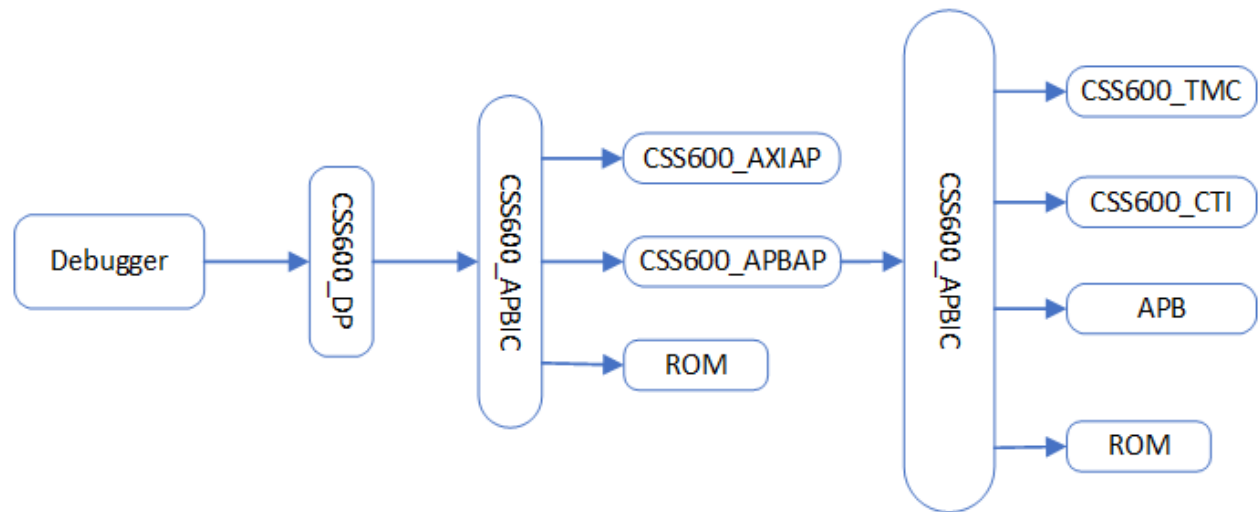 Debugger
CSS600_DP
CSS600_APBIC
CSS600_AXIAP
CSS600_APBAP
ROM
CSS600_APBIC
CSS600_TMC
CSS600_CTI
APB
ROM